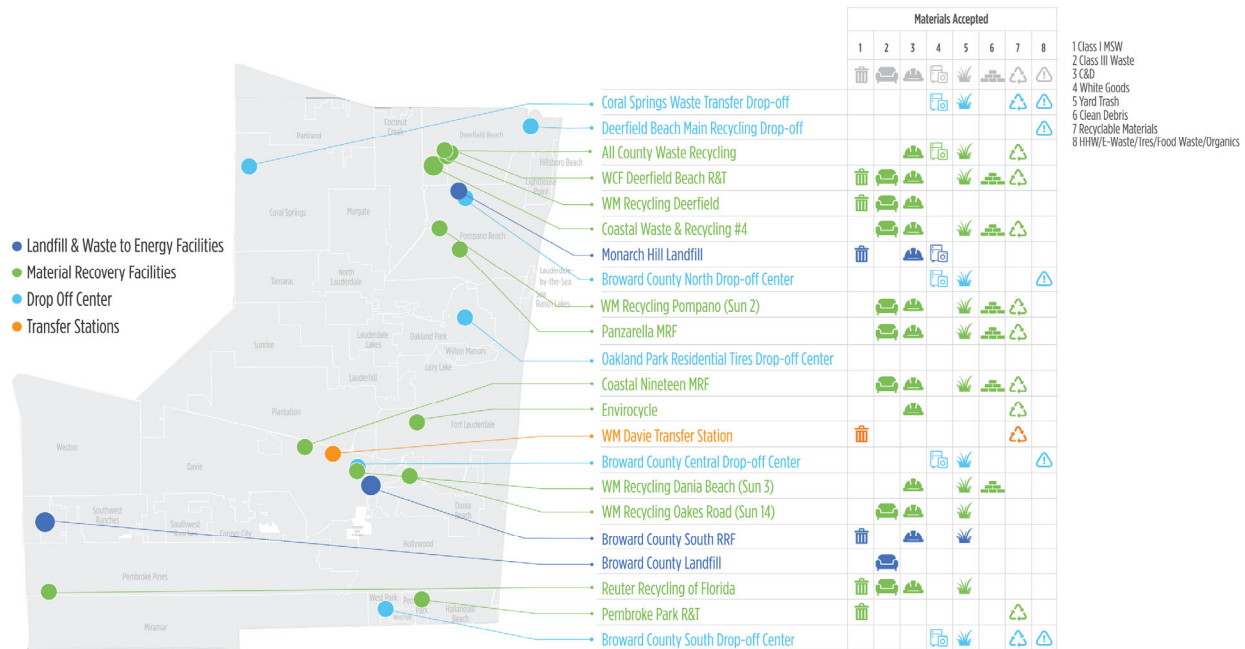 Materials Accepted
1 2 3 4 5 6 7 8
1 Class I MSW
2 Class III Waste
3 C&D
4 White Goods
5 Yard Trash
6 Clean Debris
7 Recyclable Materials
8 HHW/E-Waste/Tres/Food Waste/Organics
Coral Springs Waste Transfer Drop-off
Deerfield Beach Main Recycling Drop-off
All County Waste Recycling
WCF Deerfield Beach R&T
WM Recycling Deerfield
Coastal Waste & Recycling #4
Monarch Hill Landfill
Broward County North Drop-off Center
WM Recycling Pompano (Sun 2)
Panzarella MRF
Oakland Park Residential Tires Drop-off Center
Coastal Nineteen MRF
Envirocycle
WM Davie Transfer Station
Broward County Central Drop-off Center
WM Recycling Dania Beach (Sun 3)
WM Recycling Oakes Road (Sun 14)
Broward County South RRF
Broward County Landfill
Reuter Recycling of Florida
Pembroke Park R&T
Broward County South Drop-off Center
Landfill & Waste to Energy Facilities
Material Recovery Facilities
Drop Off Center
Transfer Stations
Parkland
Coconut
Creek
Deerfield Beach
Hillsboro Beach
Lighthouse
Point
Coral Springs
Margate
Pompano Beach
Tamarac
North
Lauderdale
Lauderdale
by-the-Sea
Sea
Ranch Lakes
Sunrise
Lauderdale
Lakes
Oakland Park
Wilton Manors
Lazy Lake
Lauderhill
Plantation
Fort Lauderdale
Weston
Davie
Southwest
Ranches
Southwest
Cooper City
Dania
Beach
Hollywood
Pembroke Pines
West Park
Park
Hallandale
Beach
Miramar